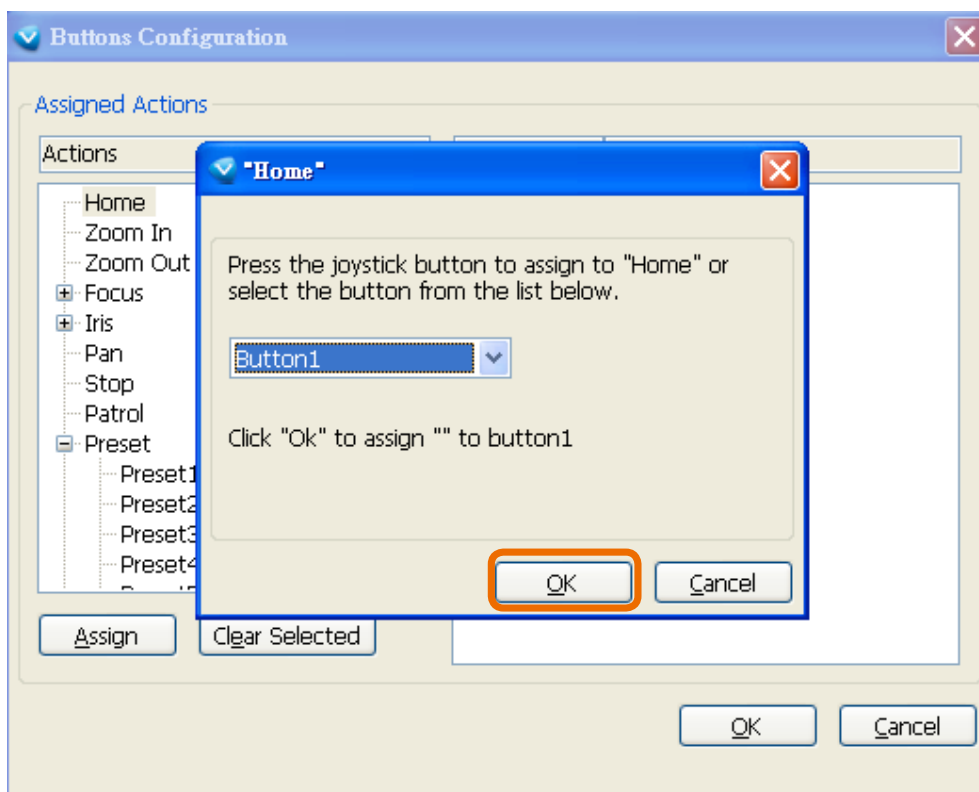 Buttons Configuration
Assigned Actions
Actions
"Home"
Home
Zoom In
Zoom Out
Focus
Iris
Pan
Stop
Patrol
Preset
Preset1
Preset2
Preset3
Preset4
Press the joystick button to assign to "Home" or
select the button from the list below.
Button1
Click "Ok" to assign "" to button1
OK
Cancel
Assign
Clear Selected
OK
Cancel